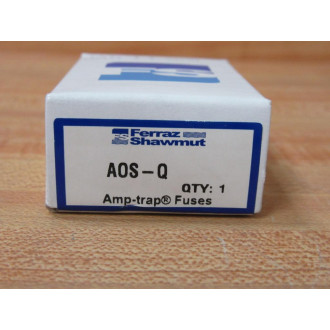 Ferraz
Shawmut
AOS-Q
QTY: 1
Amp-trap® Fuses